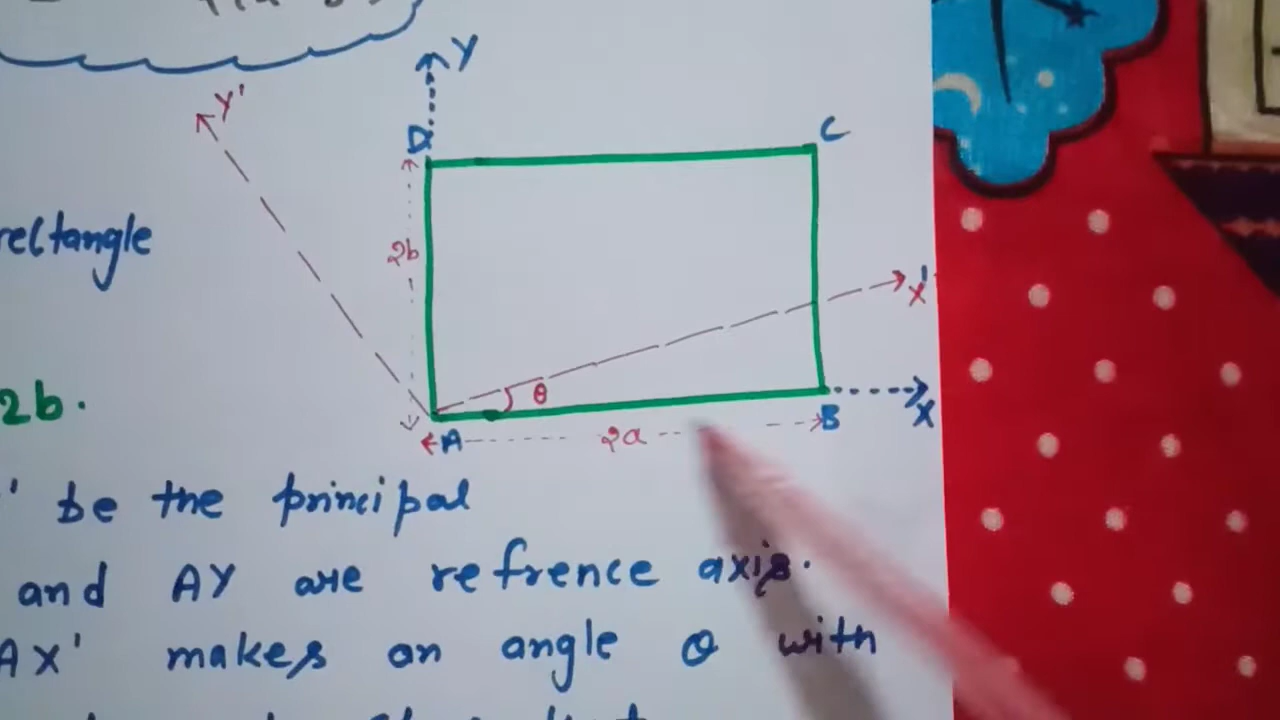 Y
Y'
D
C
rectangle
2b
X'
θ
2b.
X
A
2a
B
' be the principal
and AY are refrence axis.
AX' makes an angle θ with